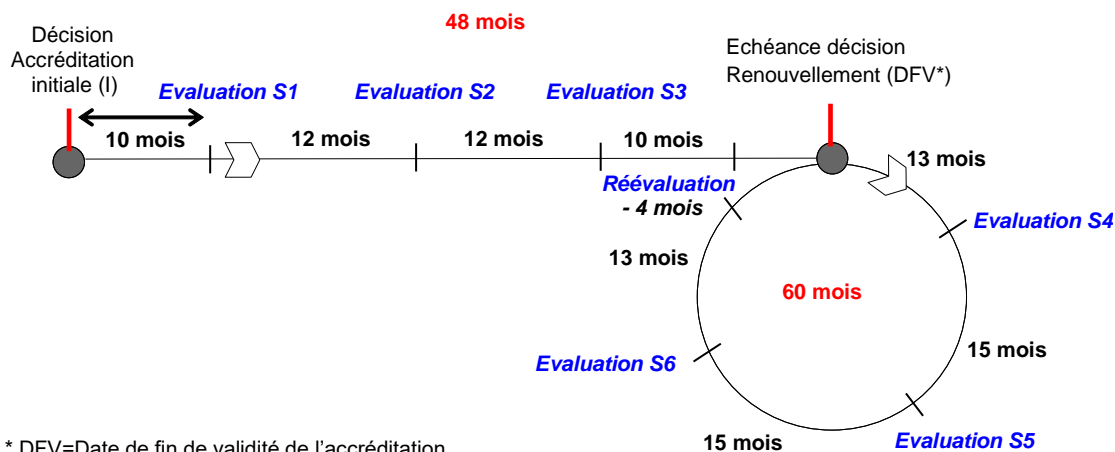 48 mois
Décision
Accréditation
initiale (I)
Echéance décision
Renouvellement (DFV*)
Evaluation S1
Evaluation S2
Evaluation S3
10 mois
12 mois
12 mois
10 mois
13 mois
Réévaluation
- 4 mois
Evaluation S4
13 mois
60 mois
15 mois
Evaluation S6
15 mois
Evaluation S5
* DFV=Date de fin de validité de l'accréditation